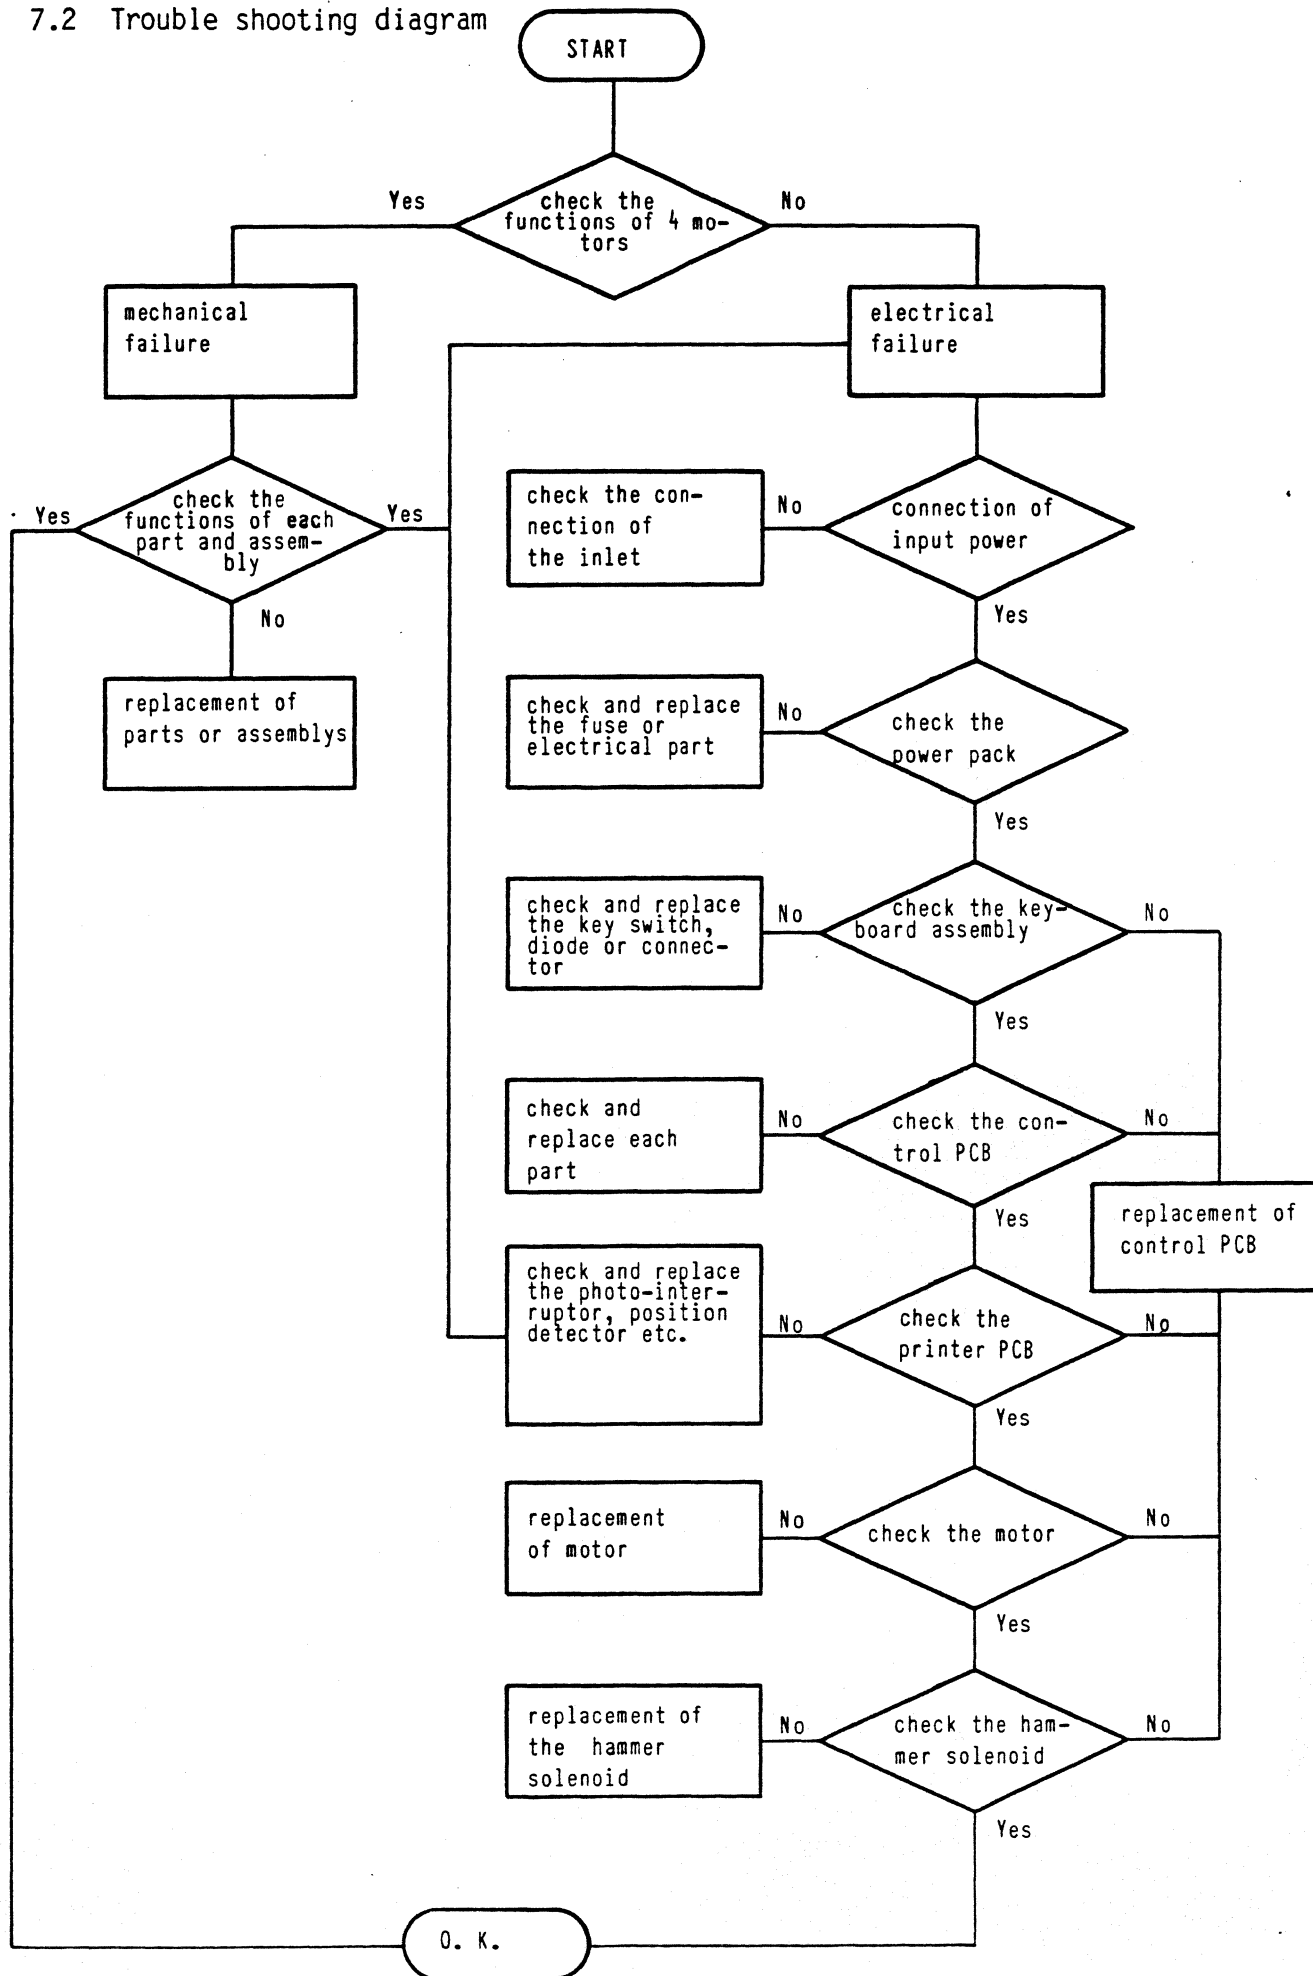 7.2 Trouble shooting diagram
START
Yes
check the
functions of 4 mo-
tors
No
mechanical
failure
electrical
failure
Yes
check the
functions of each
part and assem-
bly
Yes
No
replacement of
parts or assemblys
check the con-
nection of
the inlet
No
connection of
input power
Yes
check and replace
the fuse or
electrical part
No
check the
power pack
Yes
check and replace
the key switch,
diode or connec-
tor
No
check the key-
board assembly
No
Yes
check and
replace each
part
No
check the con-
trol PCB
No
Yes
replacement of
control PCB
check and replace
the photo-inter-
ruptor, position
detector etc.
No
check the
printer PCB
No
Yes
replacement
of motor
No
check the motor
No
Yes
replacement of
the hammer
solenoid
No
check the ham-
mer solenoid
No
Yes
O. K.